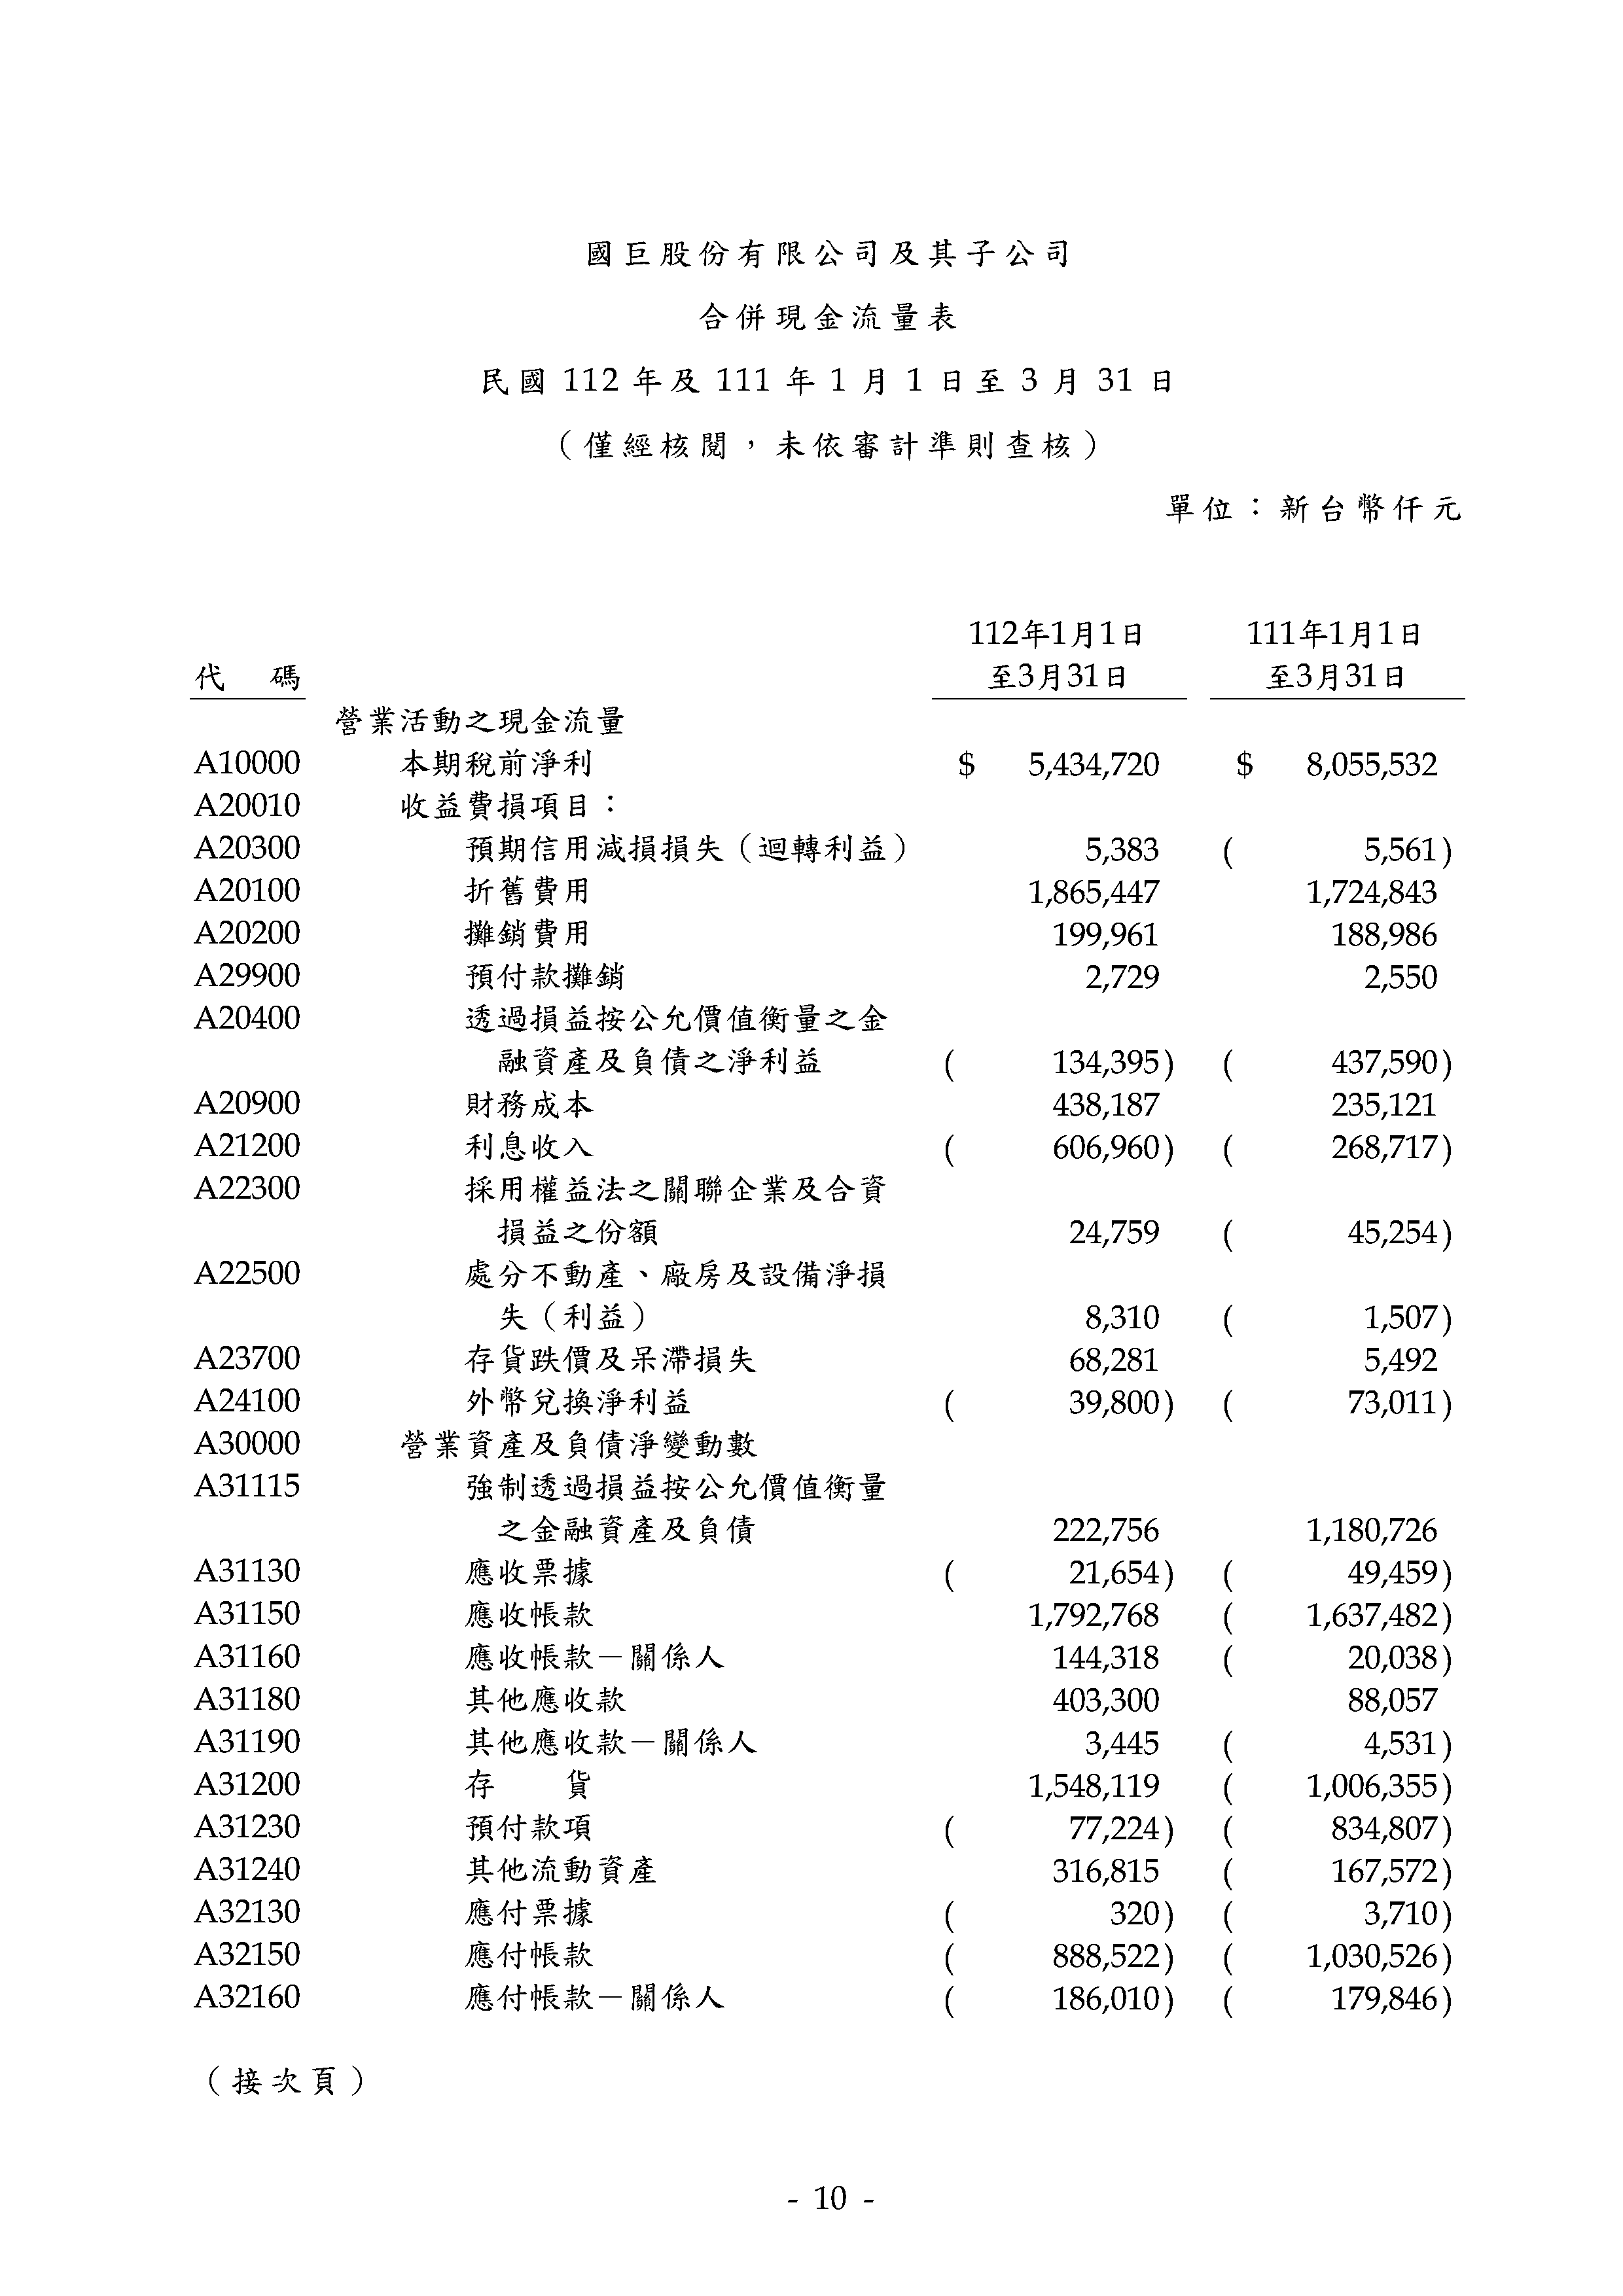 國巨股份有限公司及其子公司
合併現金流量表
民國 112 年及 111 年 1 月 1 日至 3 月 31 日
（僅經核閱，未依審計準則查核）
單位：新台幣仟元
112年1月1日 111年1月1日
代 碼 至3月31日 至3月31日
營業活動之現金流量
A10000 本期稅前淨利 $ 5,434,720 $ 8,055,532
A20010 收益費損項目：
A20300 預期信用減損損失（迴轉利益） 5,383 ( 5,561)
A20100 折舊費用 1,865,447 1,724,843
A20200 攤銷費用 199,961 188,986
A29900 預付款攤銷 2,729 2,550
A20400 透過損益按公允價值衡量之金
融資產及負債之淨利益 ( 134,395) ( 437,590)
A20900 財務成本 438,187 235,121
A21200 利息收入 ( 606,960) ( 268,717)
A22300 採用權益法之關聯企業及合資
損益之份額 24,759 ( 45,254)
A22500 處分不動產、廠房及設備淨損
失（利益） 8,310 ( 1,507)
A23700 存貨跌價及呆滯損失 68,281 5,492
A24100 外幣兌換淨利益 ( 39,800) ( 73,011)
A30000 營業資產及負債淨變動數
A31115 強制透過損益按公允價值衡量
之金融資產及負債 222,756 1,180,726
A31130 應收票據 ( 21,654) ( 49,459)
A31150 應收帳款 1,792,768 ( 1,637,482)
A31160 應收帳款－關係人 144,318 ( 20,038)
A31180 其他應收款 403,300 88,057
A31190 其他應收款－關係人 3,445 ( 4,531)
A31200 存 貨 1,548,119 ( 1,006,355)
A31230 預付款項 ( 77,224) ( 834,807)
A31240 其他流動資產 316,815 ( 167,572)
A32130 應付票據 ( 320) ( 3,710)
A32150 應付帳款 ( 888,522) ( 1,030,526)
A32160 應付帳款－關係人 ( 186,010) ( 179,846)
（接次頁）
- 10 -